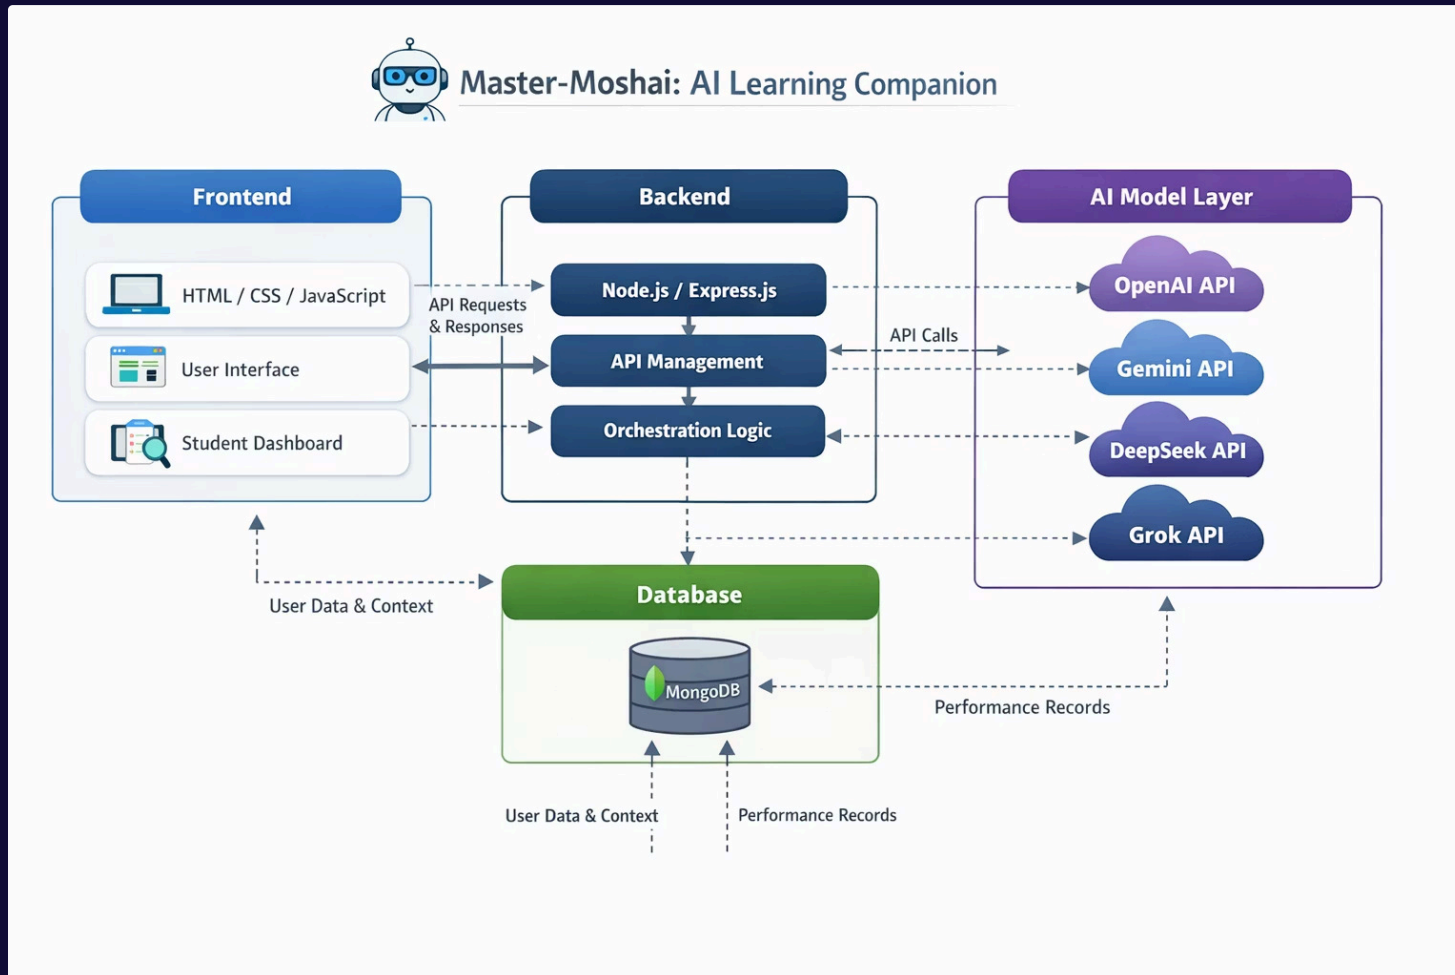 Master-Moshai: AI Learning Companion
Frontend
HTML / CSS / JavaScript
User Interface
Student Dashboard
API Requests
& Responses
Backend
Node.js / Express.js
API Management
Orchestration Logic
API Calls
AI Model Layer
OpenAI API
Gemini API
DeepSeek API
Grok API
User Data & Context
Database
MongoDB
Performance Records
User Data & Context
Performance Records